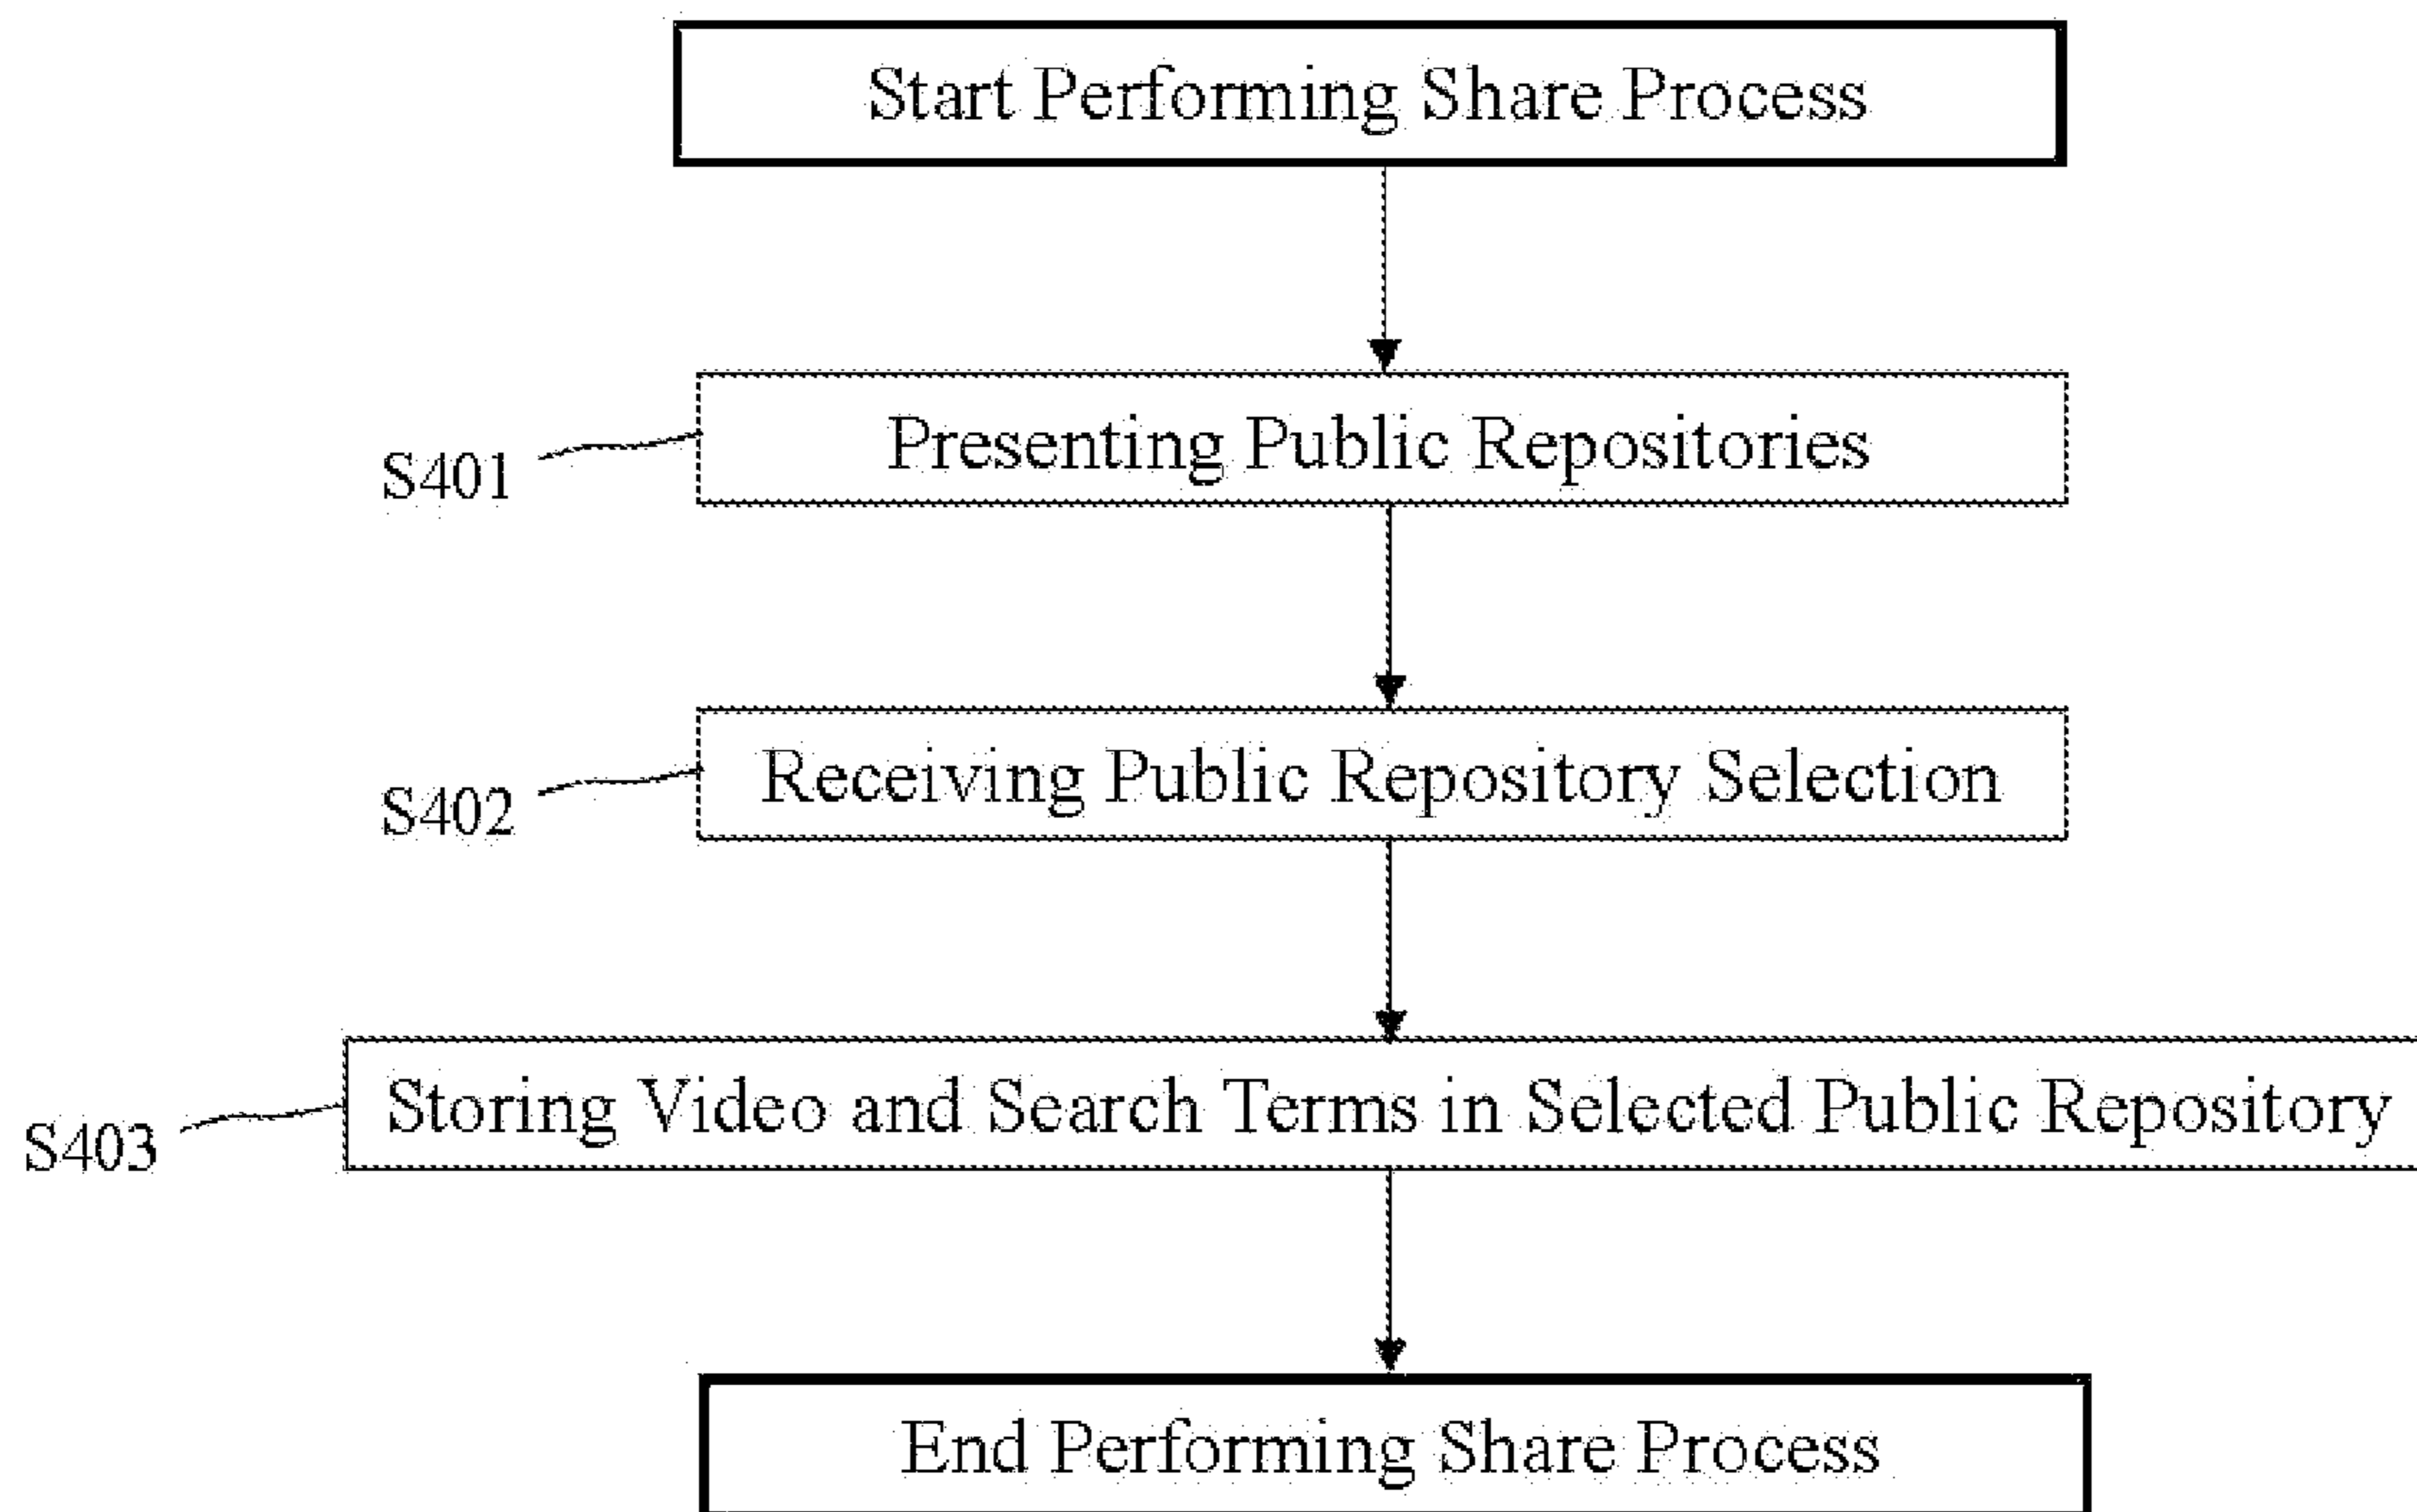 Start Performing Share Process
Presenting Public Repositories
S401
Receiving Public Repository Selection
S402
Storing Video and Search Terms in Selected Public Repository
S403
End Performing Share Process